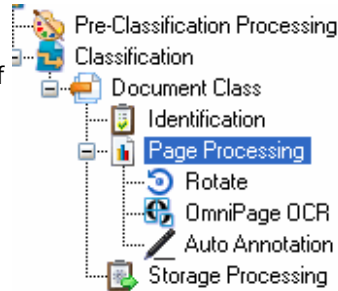 Pre-Classification Processing
Classification
f
Document Class
Identification
Page Processing
Rotate
OmniPage OCR
Auto Annotation
Storage Processing